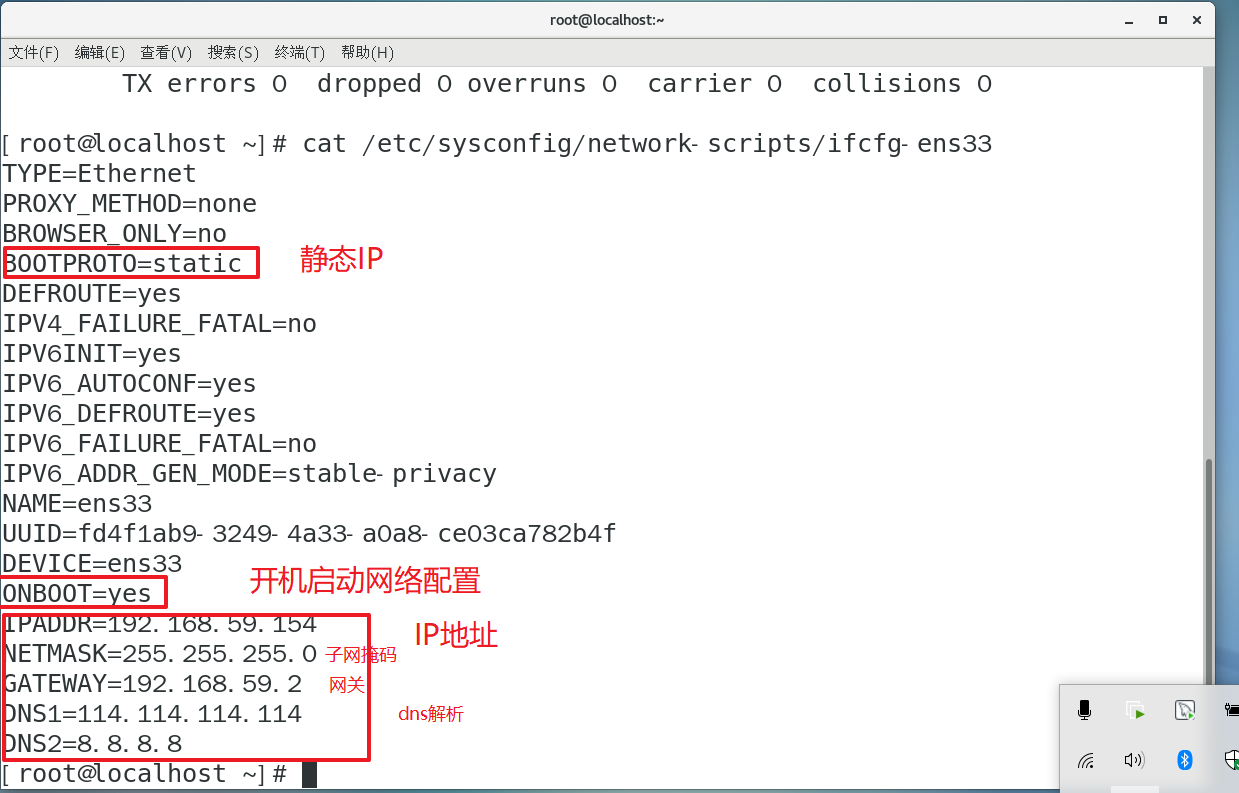 root@localhost:~
文件(F) 编辑(E) 查看(V) 搜索(S) 终端(T) 帮助(H)
TX errors 0 dropped 0 overruns 0 carrier 0 collisions 0
[root@localhost ~]# cat /etc/sysconfig/network-scripts/ifcfg-ens33
TYPE=Ethernet
PROXY_METHOD=none
BROWSER_ONLY=no
BOOTPROTO=static 静态IP
DEFROUTE=yes
IPV4_FAILURE_FATAL=no
IPV6INIT=yes
IPV6_AUTOCONF=yes
IPV6_DEFROUTE=yes
IPV6_FAILURE_FATAL=no
IPV6_ADDR_GEN_MODE=stable-privacy
NAME=ens33
UUID=fd4f1ab9-3249-4a33-a0a8-ce03ca782b4f
DEVICE=ens33
ONBOOT=yes 开机启动网络配置
IPADDR=192.168.59.154 IP地址
NETMASK=255.255.255.0 子网掩码
GATEWAY=192.168.59.2 网关
DNS1=114.114.114.114 dns解析
DNS2=8.8.8.8
[root@localhost ~]#